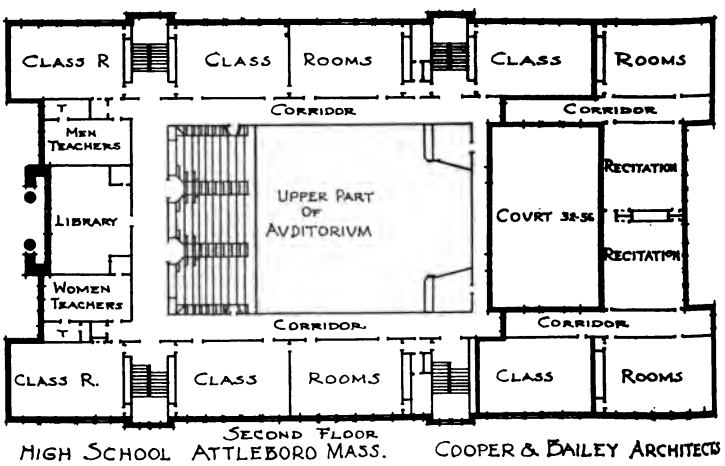 CLASS R
CLASS
ROOMS
CLASS
ROOMS
CORRIDOR
CORRIDOR
T
MEN
TEACHERS
RECITATION
UPPER PART
OF
AUDITORIUM
LIBRARY
COURT 32-56
RECITATION
WOMEN
TEACHERS
T
CORRIDOR
CORRIDOR
CLASS R.
CLASS
ROOMS
CLASS
ROOMS
SECOND FLOOR
HIGH SCHOOL ATTLEBORO MASS.
COOPER & BAILEY ARCHITECTS